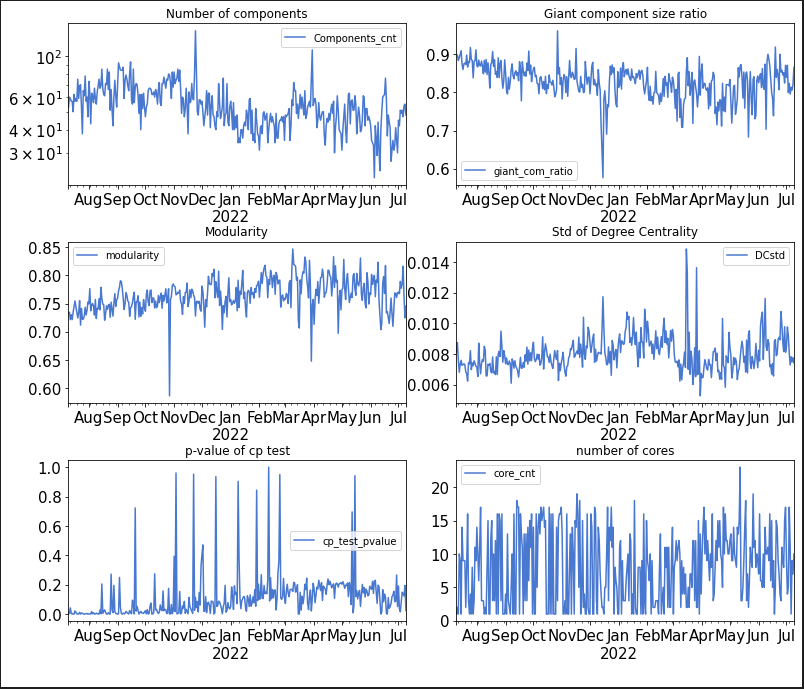 Number of components
Components_cnt
10²
6 × 10¹
4 × 10¹
3 × 10¹
Aug Sep Oct Nov Dec Jan Feb Mar Apr May Jun Jul
2022
Giant component size ratio
0.9
0.8
0.7
0.6
giant_com_ratio
Aug Sep Oct Nov Dec Jan Feb Mar Apr May Jun Jul
2022
Modularity
0.85
modularity
0.80
0.75
0.70
0.65
0.60
Aug Sep Oct Nov Dec Jan Feb Mar Apr May Jun Jul
2022
Std of Degree Centrality
DCstd
0.014
0.012
0.010
0.008
0.006
Aug Sep Oct Nov Dec Jan Feb Mar Apr May Jun Jul
2022
p-value of cp test
1.0
0.8
0.6
cp_test_pvalue
0.4
0.2
0.0
Aug Sep Oct Nov Dec Jan Feb Mar Apr May Jun Jul
2022
number of cores
core_cnt
20
15
10
5
0
Aug Sep Oct Nov Dec Jan Feb Mar Apr May Jun Jul
2022